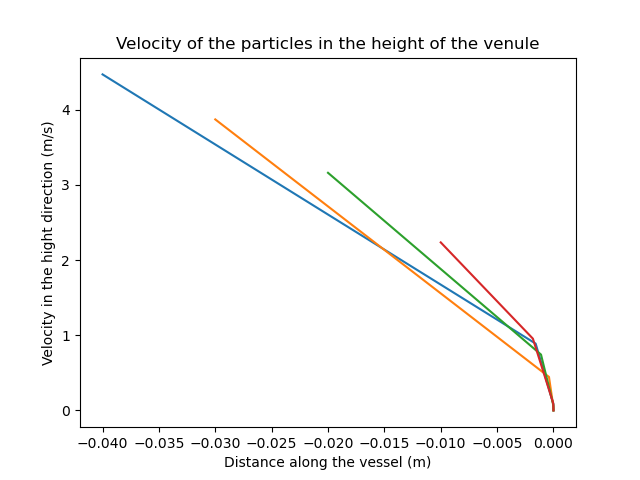 Velocity of the particles in the height of the venule
Velocity in the hight direction (m/s)
4
3
2
1
0
−0.040 −0.035 −0.030 −0.025 −0.020 −0.015 −0.010 −0.005 0.000
Distance along the vessel (m)